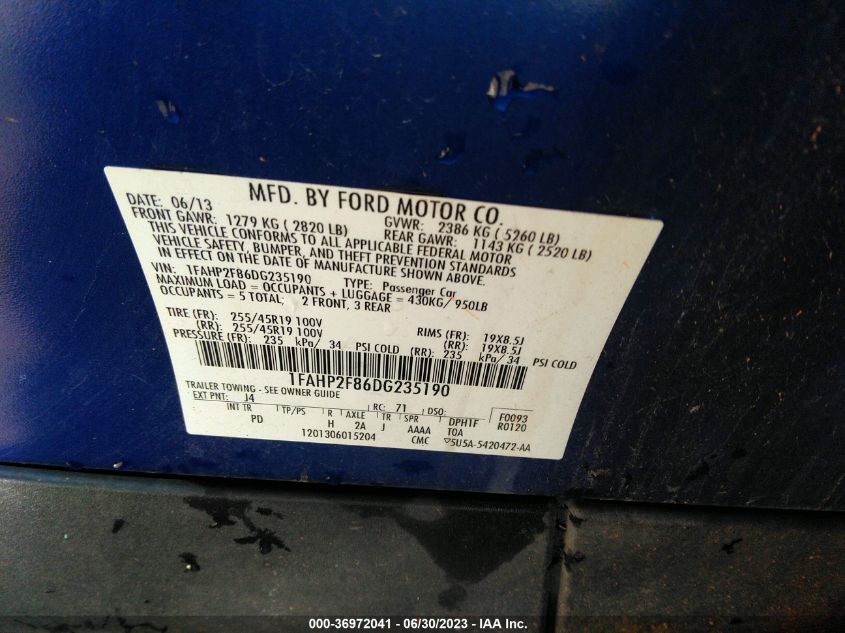 MFD. BY FORD MOTOR CO.
DATE: 06/13 GVWR: 2386 KG ( 5260 LB)
FRONT GAWR: 1279 KG ( 2820 LB) REAR GAWR: 1143 KG ( 2520 LB)
THIS VEHICLE CONFORMS TO ALL APPLICABLE FEDERAL MOTOR
VEHICLE SAFETY, BUMPER, AND THEFT PREVENTION STANDARDS
IN EFFECT ON THE DATE OF MANUFACTURE SHOWN ABOVE.
VIN: 1FAHP2F86DG235190 TYPE: Passenger Car
MAXIMUM LOAD = OCCUPANTS + LUGGAGE = 430KG/ 950LB
OCCUPANTS = 5 TOTAL; 2 FRONT, 3 REAR
TIRE (FR): 255/45R19 100V RIMS (FR): 19X8.5J
(RR): 255/45R19 100V (RR): 19X8.5J
PRESSURE (FR): 235 kPa/ 34 PSI COLD (RR): 235 kPa/ 34 PSI COLD
1FAHP2F86DG235190
TRAILER TOWING - SEE OWNER GUIDE
EXT PNT: J4 RC: 71 DSO: F0093
INT TR TP/PS R AXLE TR SPR DPHTF R0120
PD H 2A J AAAA TOA
1201306015204 CMC 5U5A-5420472-AA
000-36972041 / 06/30/2023 - IAA Inc.